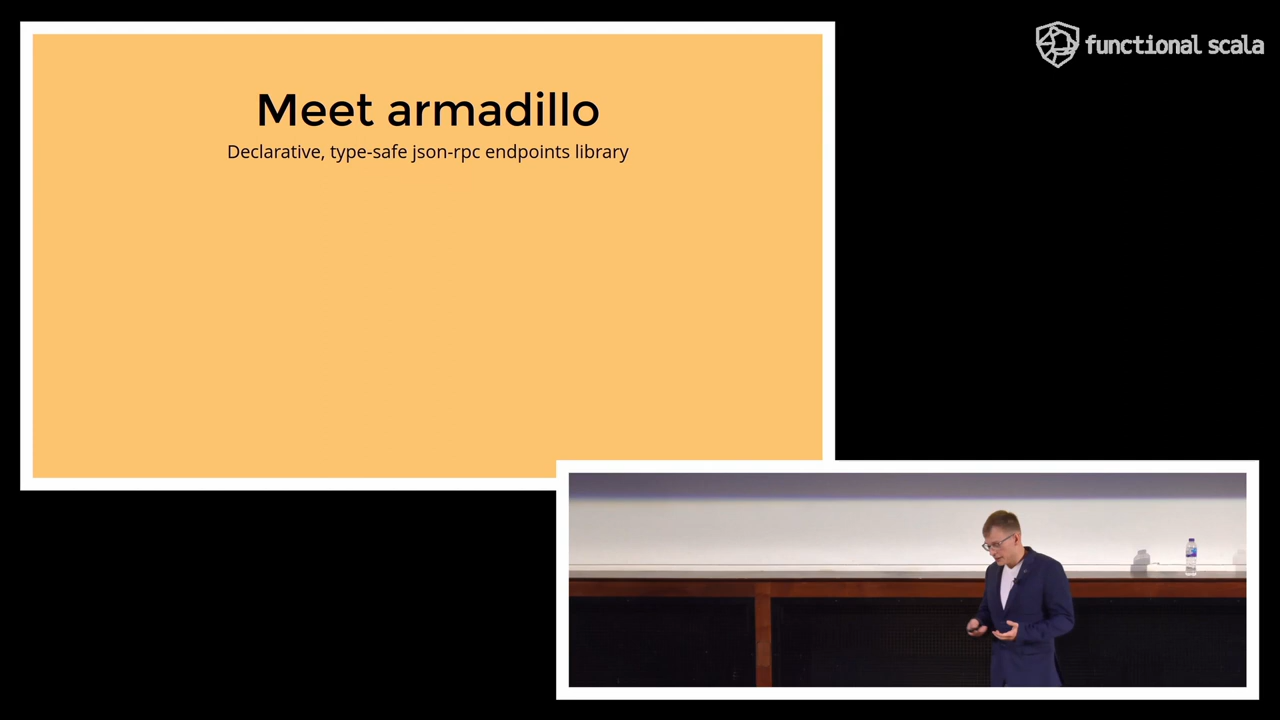 Meet armadillo
Declarative, type-safe json-rpc endpoints library
functional scala